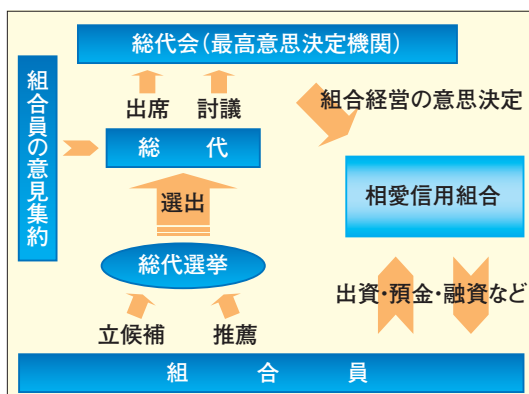 総代会（最高意思決定機関）
組合員の意見集約
出席 討議
組合経営の意思決定
総代
選出
相愛信用組合
総代選挙
出資・預金・融資など
立候補 推薦
組合員